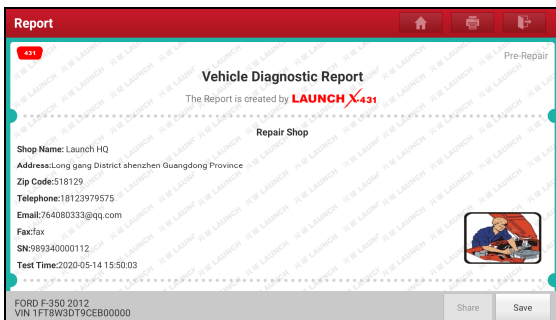 Report
431
Pre-Repair
Vehicle Diagnostic Report
The Report is created by LAUNCH X-431
Repair Shop
Shop Name: Launch HQ
Address:Long gang District shenzhen Guangdong Province
Zip Code:518129
Telephone:18123979575
Email:764080333@qq.com
Fax:fax
SN:989340000112
Test Time:2020-05-14 15:50:03
FORD F-350 2012
VIN 1FT8W3DT9CEB00000
Share
Save